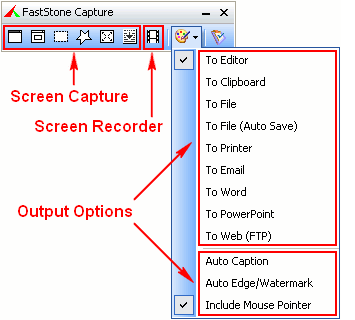 FastStone Capture
To Editor
To Clipboard
Screen Capture
To File
Screen Recorder
To File (Auto Save)
To Printer
To Email
To Word
Output Options
To PowerPoint
To Web (FTP)
Auto Caption
Auto Edge/Watermark
Include Mouse Pointer